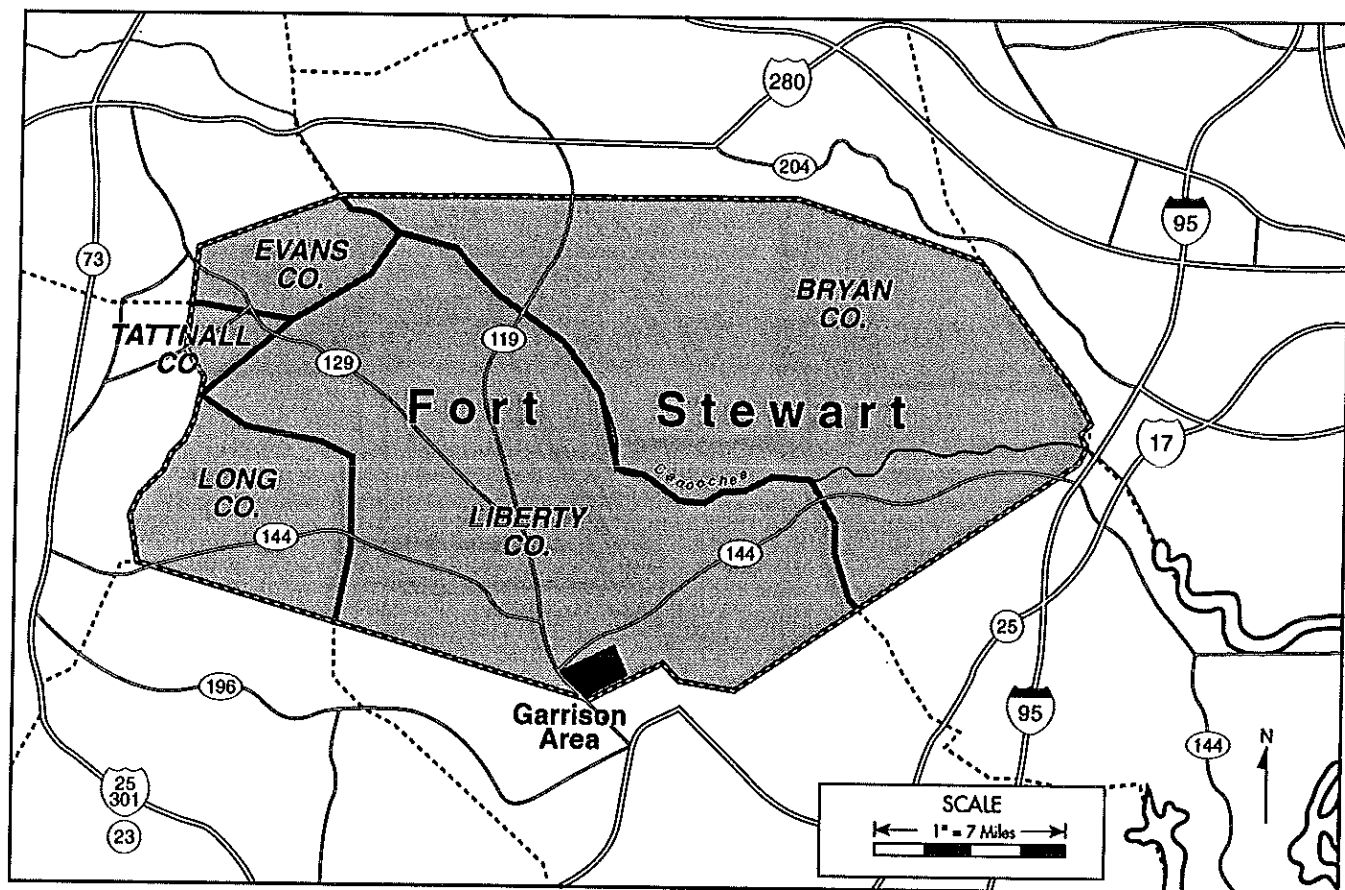 280
204
95
EVANS
CO.
73
BRYAN
CO.
TATTNALL
CO
119
129
Fort Stewart
17
LONG
CO.
LIBERTY
CO.
144
144
25
196
Garrison
Area
95
144
N
25
301
23
SCALE
1" = 7 Miles